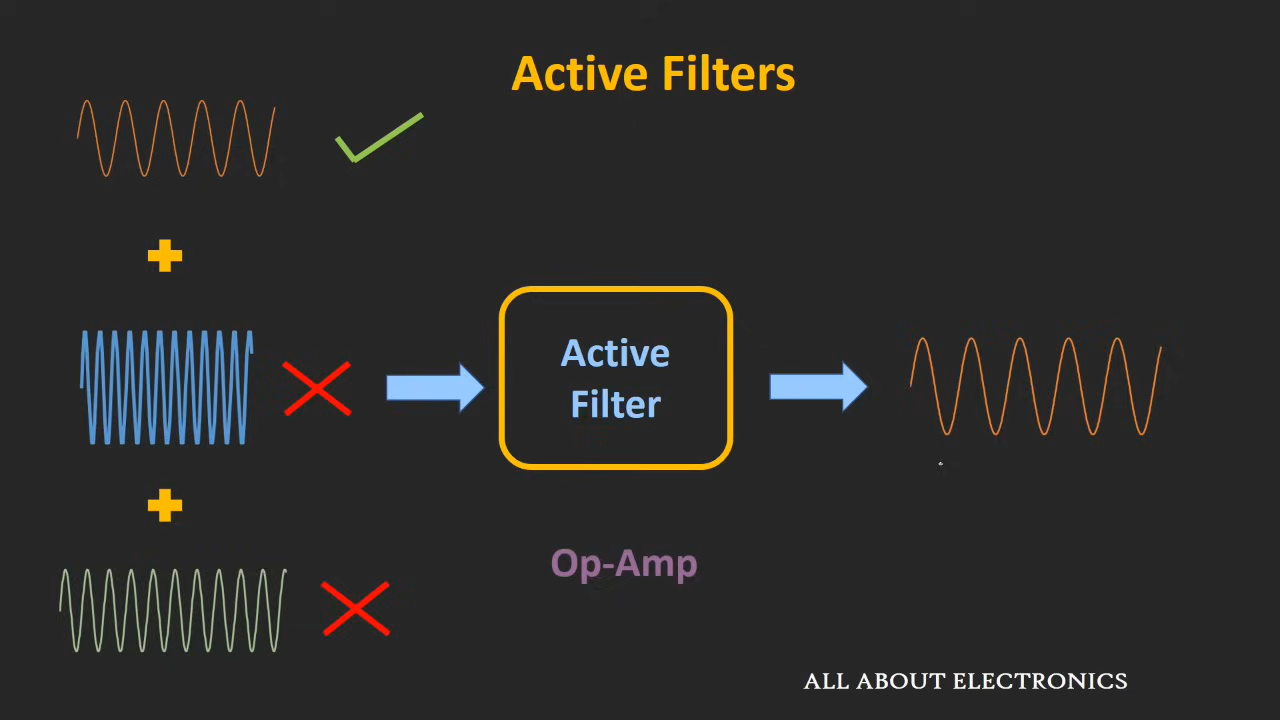 Active Filters
Active
Filter
Op-Amp
ALL ABOUT ELECTRONICS